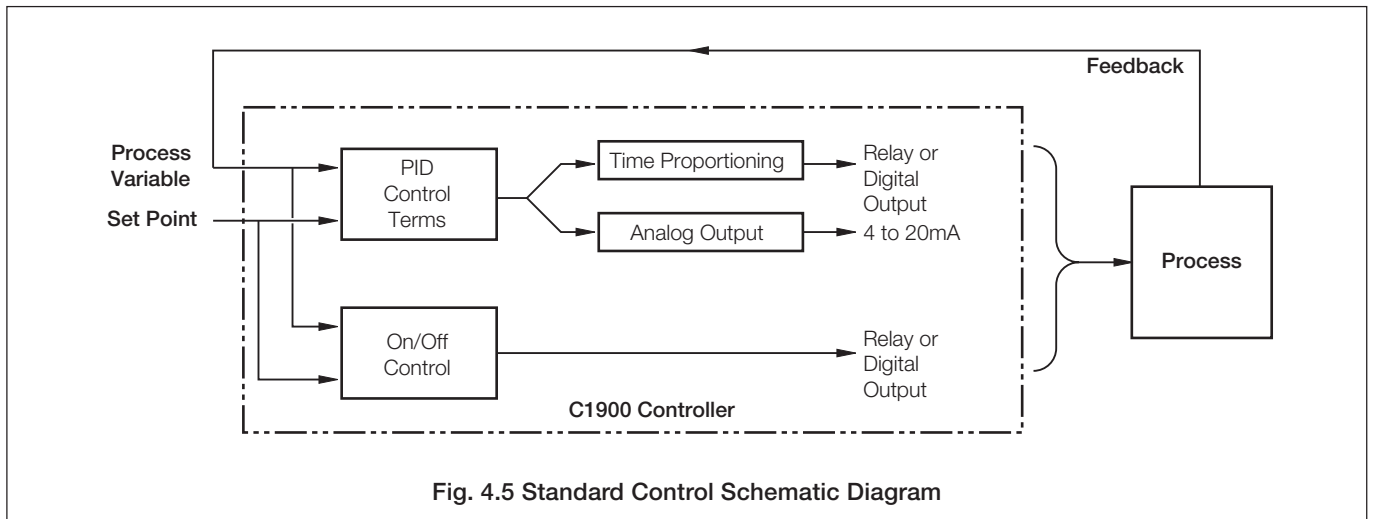 Feedback
Process
Variable
Set Point
PID
Control
Terms
Time Proportioning
Relay or
Digital
Output
Analog Output
4 to 20mA
Process
On/Off
Control
Relay or
Digital
Output
C1900 Controller
Fig. 4.5 Standard Control Schematic Diagram